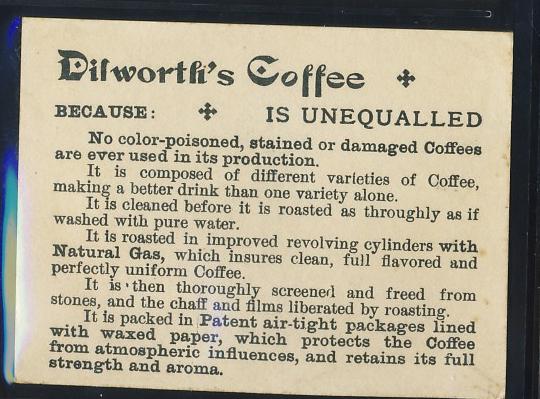 Dilworth's Coffee
BECAUSE: IS UNEQUALLED
No color-poisoned, stained or damaged Coffees
are ever used in its production.
It is composed of different varieties of Coffee,
making a better drink than one variety alone.
It is cleaned before it is roasted as throughly as if
washed with pure water.
It is roasted in improved revolving cylinders with
Natural Gas, which insures clean, full flavored and
perfectly uniform Coffee.
It is then thoroughly screened and freed from
stones, and the chaff and films liberated by roasting.
It is packed in Patent air-tight packages lined
with waxed paper, which protects the Coffee
from atmospheric influences, and retains its full
strength and aroma.